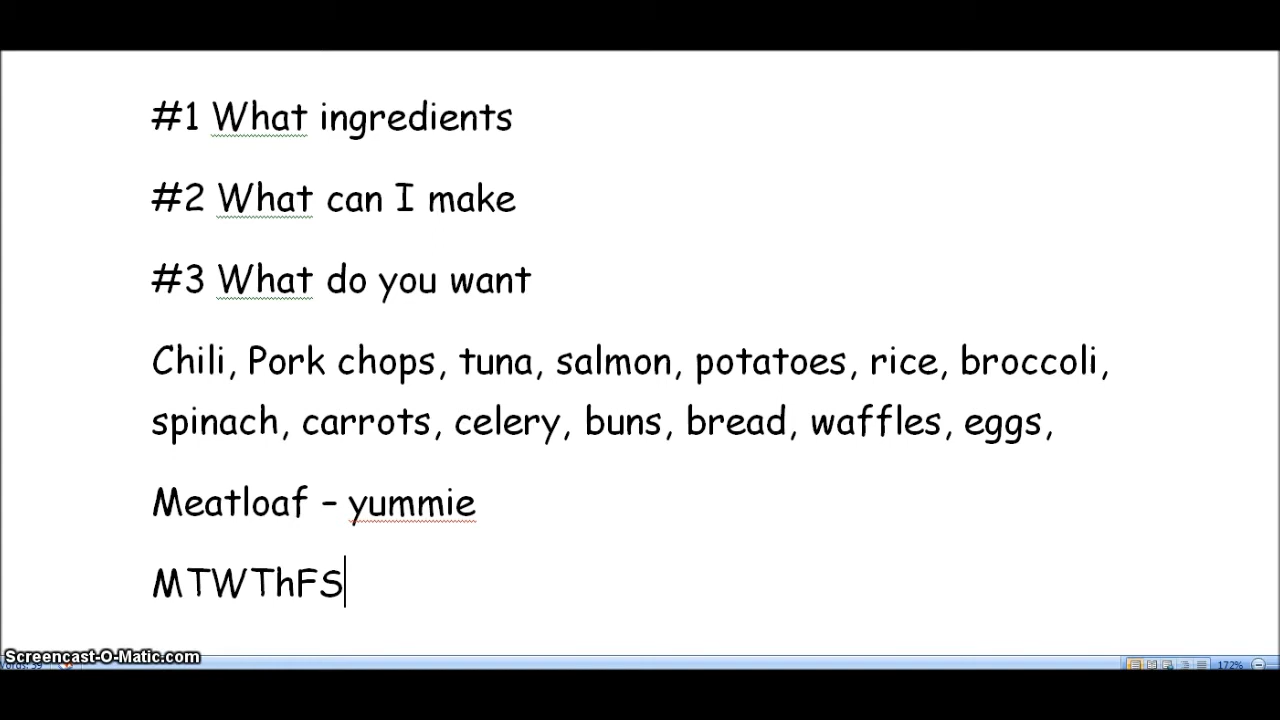 #1 What ingredients
#2 What can I make
#3 What do you want
Chili, Pork chops, tuna, salmon, potatoes, rice, broccoli,
spinach, carrots, celery, buns, bread, waffles, eggs,
Meatloaf – yummie
MTWThFS
Screencast-O-Matic.com
172%